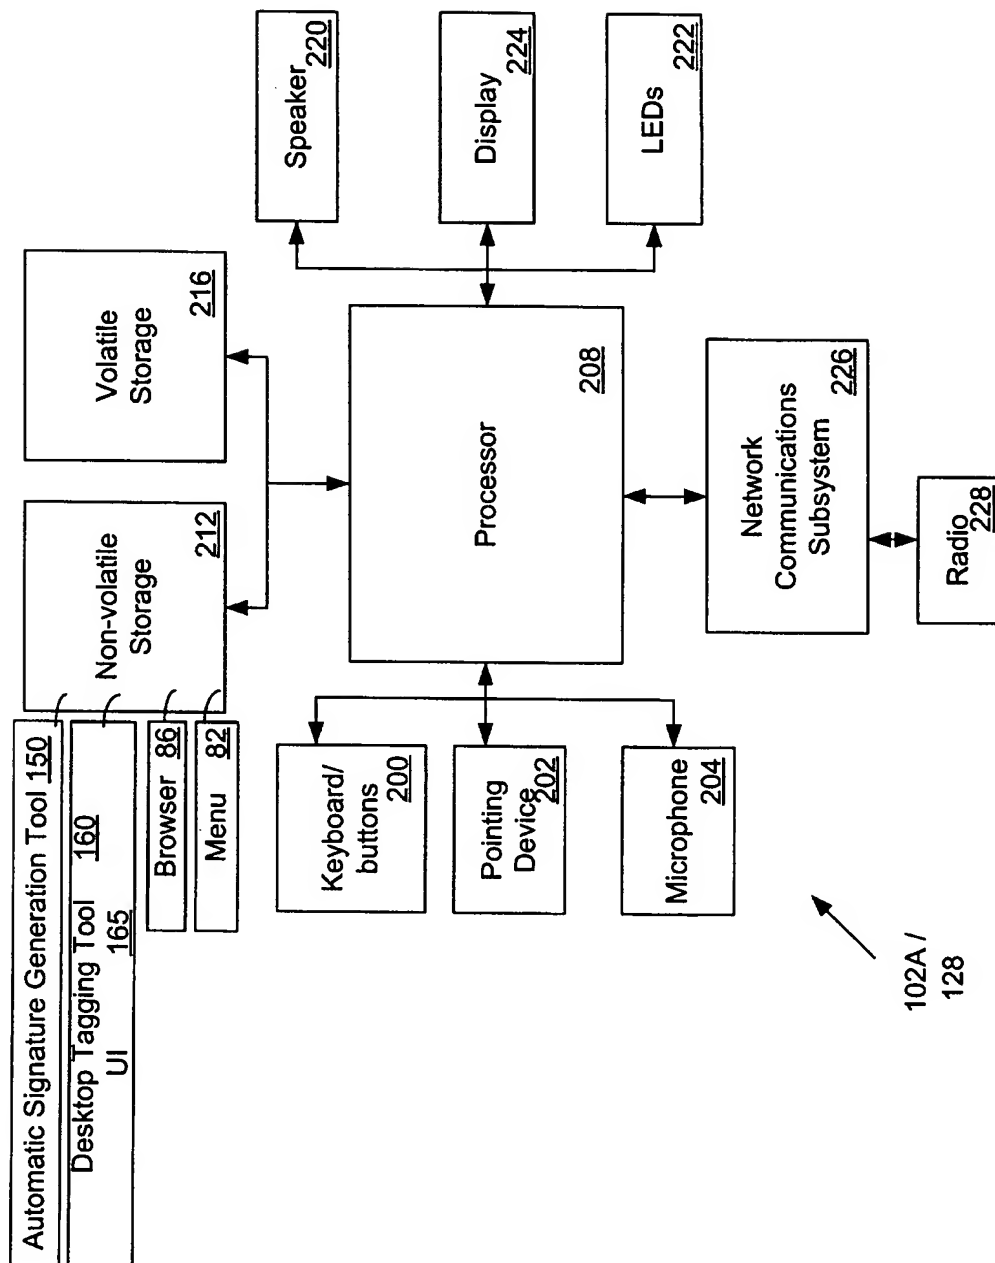 Automatic Signature Generation Tool 150
Desktop Tagging Tool 160
UI 165
Browser 86
Menu 82
Non-volatile
Storage
212
Volatile
Storage
216
Keyboard/
buttons
200
Pointing
Device
202
Microphone
204
Processor
208
Speaker
220
Display
224
LEDs
222
Network
Communications
Subsystem
226
Radio
228
102A /
128